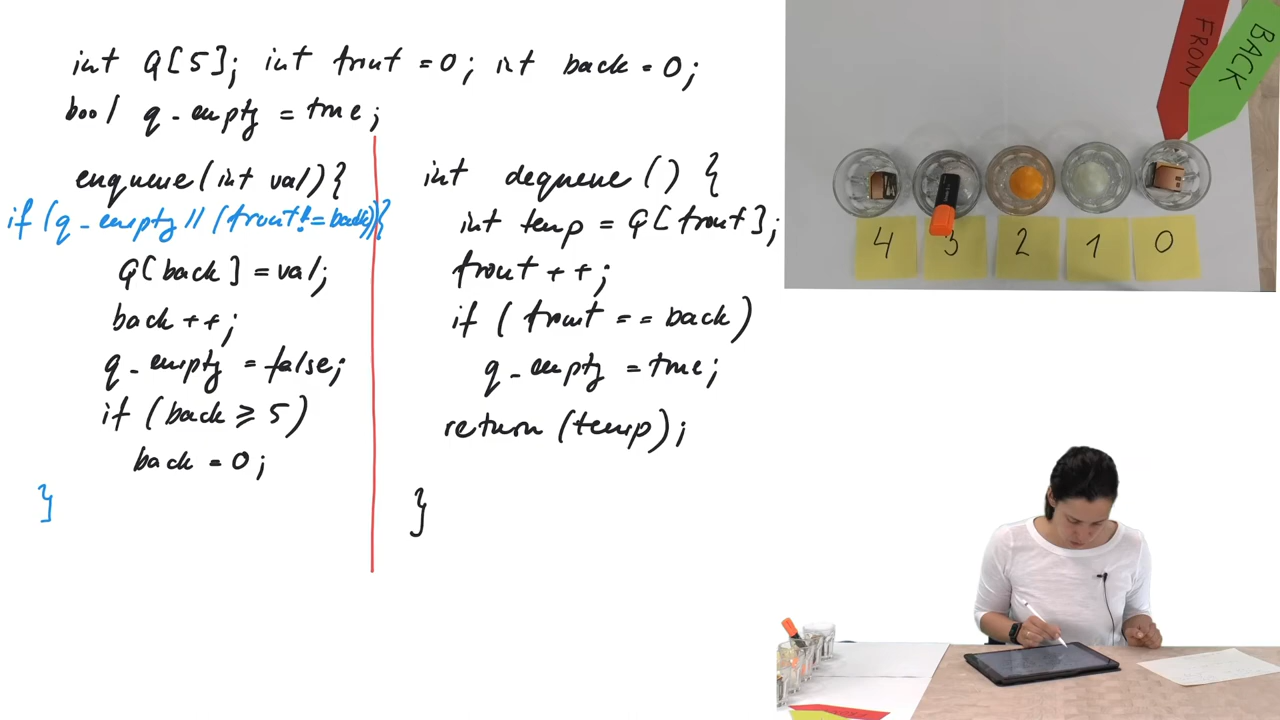 int Q[5]; int front = 0; int back = 0;
bool q_empty = true;
enqueue(int val){
if (q_empty || (front != back)){
Q[back] = val;
back++;
q_empty = false;
if (back ≥ 5)
back = 0;
}
int dequeue () {
int temp = Q[front];
front++;
if (front == back)
q_empty = true;
return (temp);
}
FRONT
BACK
4 3 2 1 0
FRONT